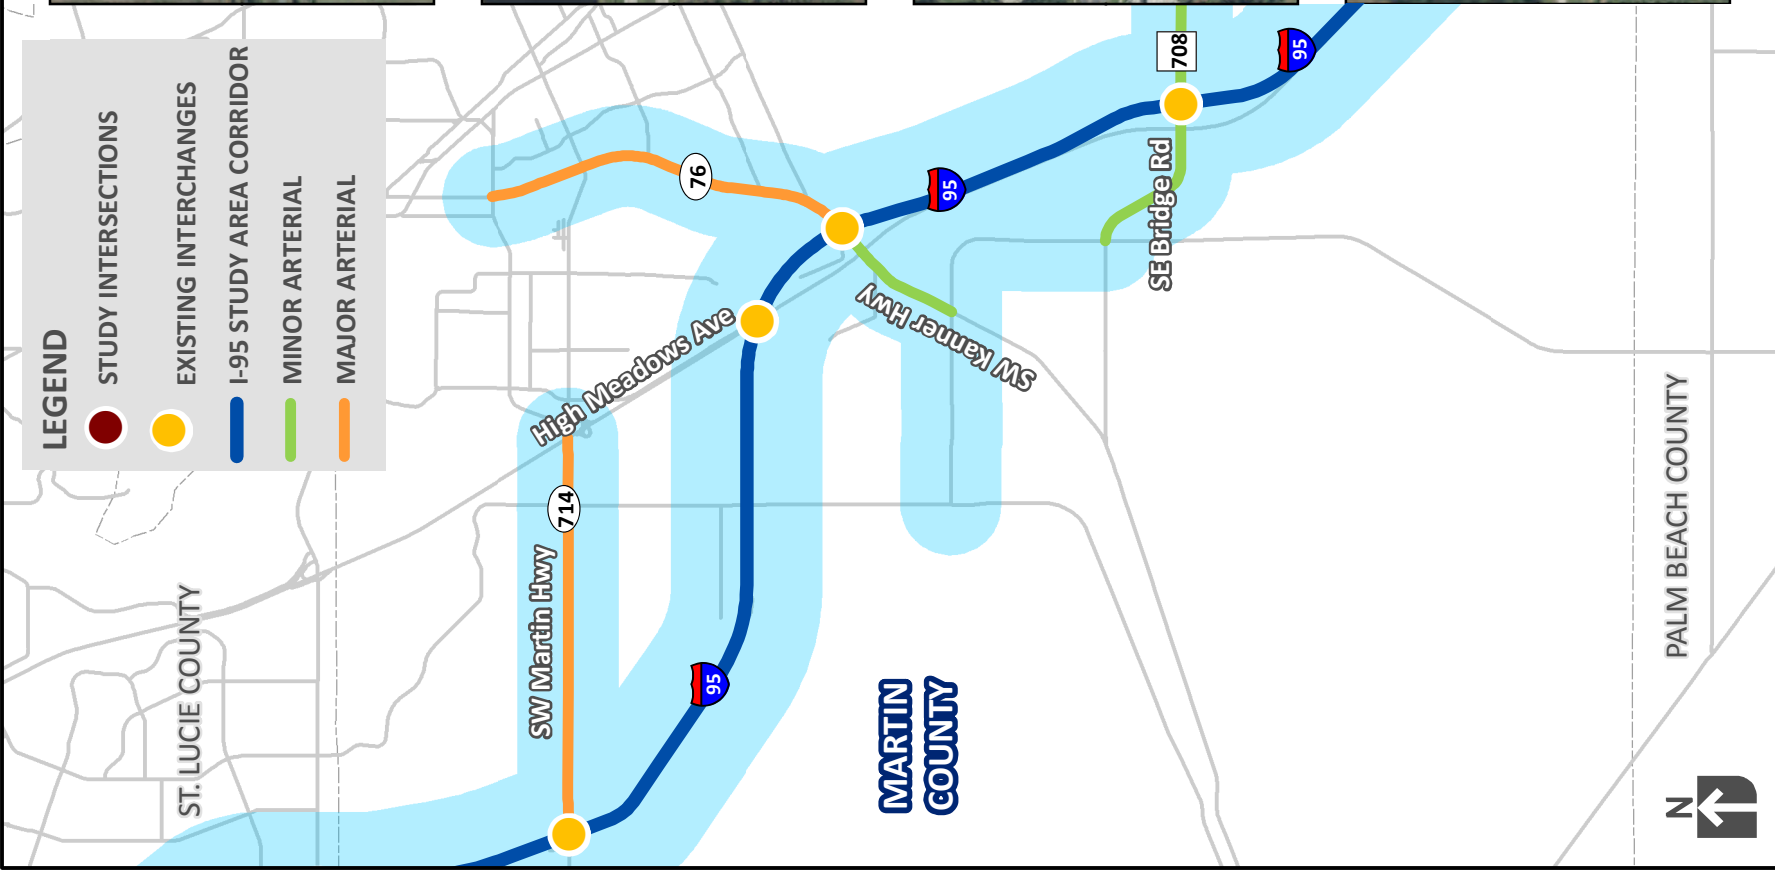 LEGEND
STUDY INTERSECTIONS
EXISTING INTERCHANGES
I-95 STUDY AREA CORRIDOR
MINOR ARTERIAL
MAJOR ARTERIAL
ST. LUCIE COUNTY
SW Martin Hwy
714
High Meadows Ave
76
95
95
95
SW Kanner Hwy
SE Bridge Rd
708
MARTIN
COUNTY
PALM BEACH COUNTY
N